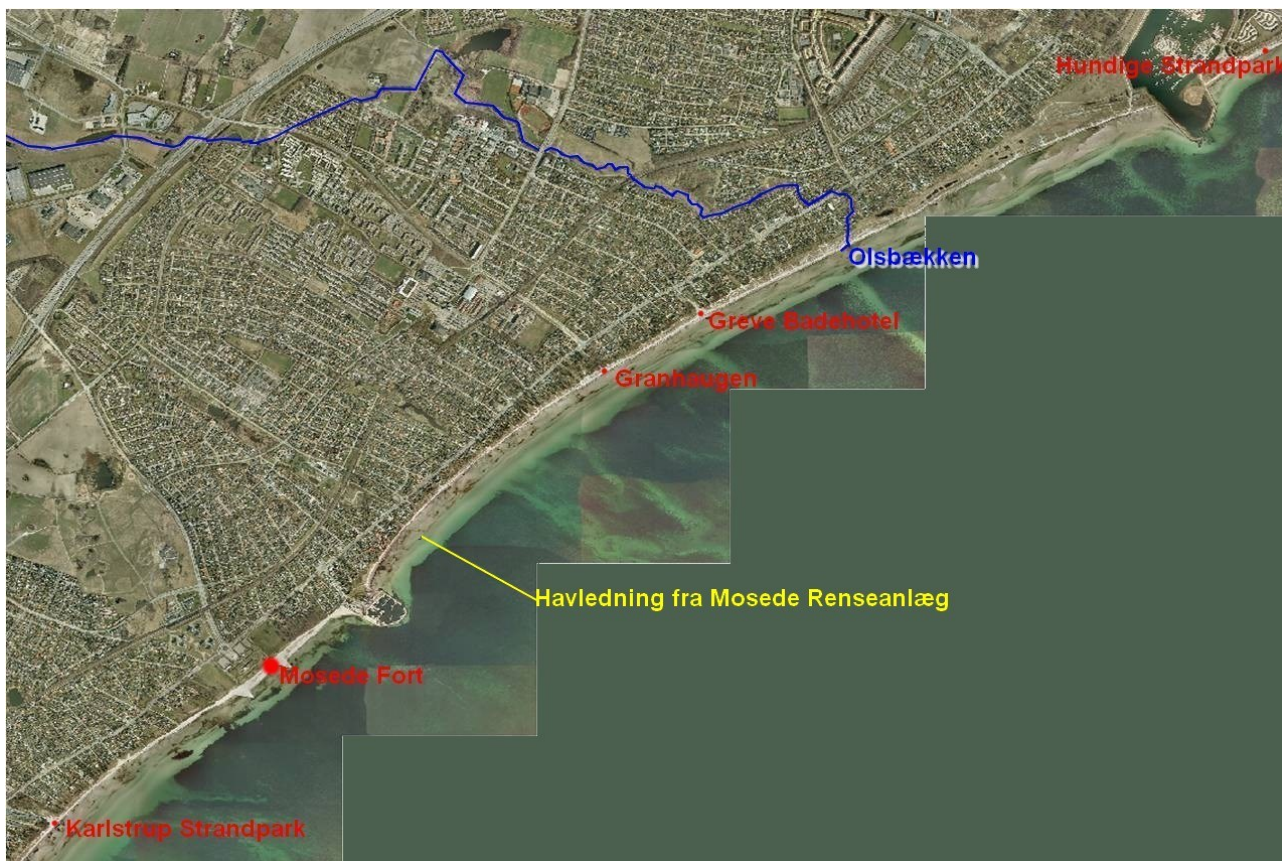 Hundige Strandpark
Olsbækken
Greve Badehotel
Granhaugen
Havledning fra Mosede Renseanlæg
Mosede Fort
Karlstrup Strandpark